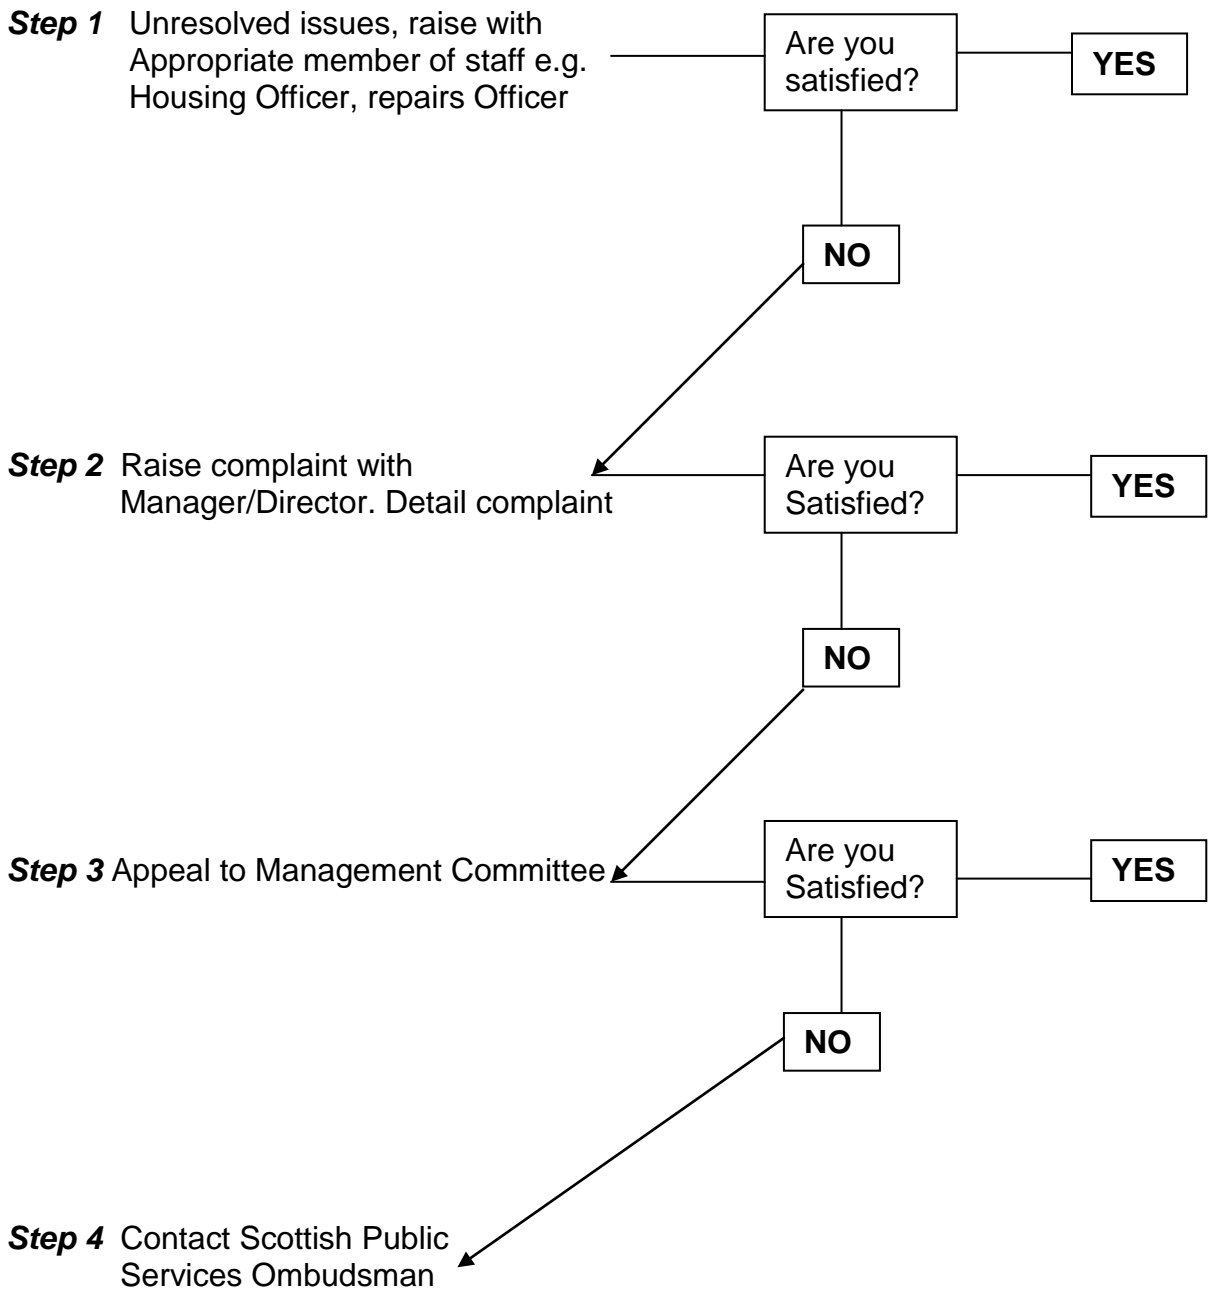 Step 1 Unresolved issues, raise with
Appropriate member of staff e.g.
Housing Officer, repairs Officer
Are you
satisfied?
YES
NO
Step 2 Raise complaint with
Manager/Director. Detail complaint
Are you
Satisfied?
YES
NO
Step 3 Appeal to Management Committee
Are you
Satisfied?
YES
NO
Step 4 Contact Scottish Public
Services Ombudsman